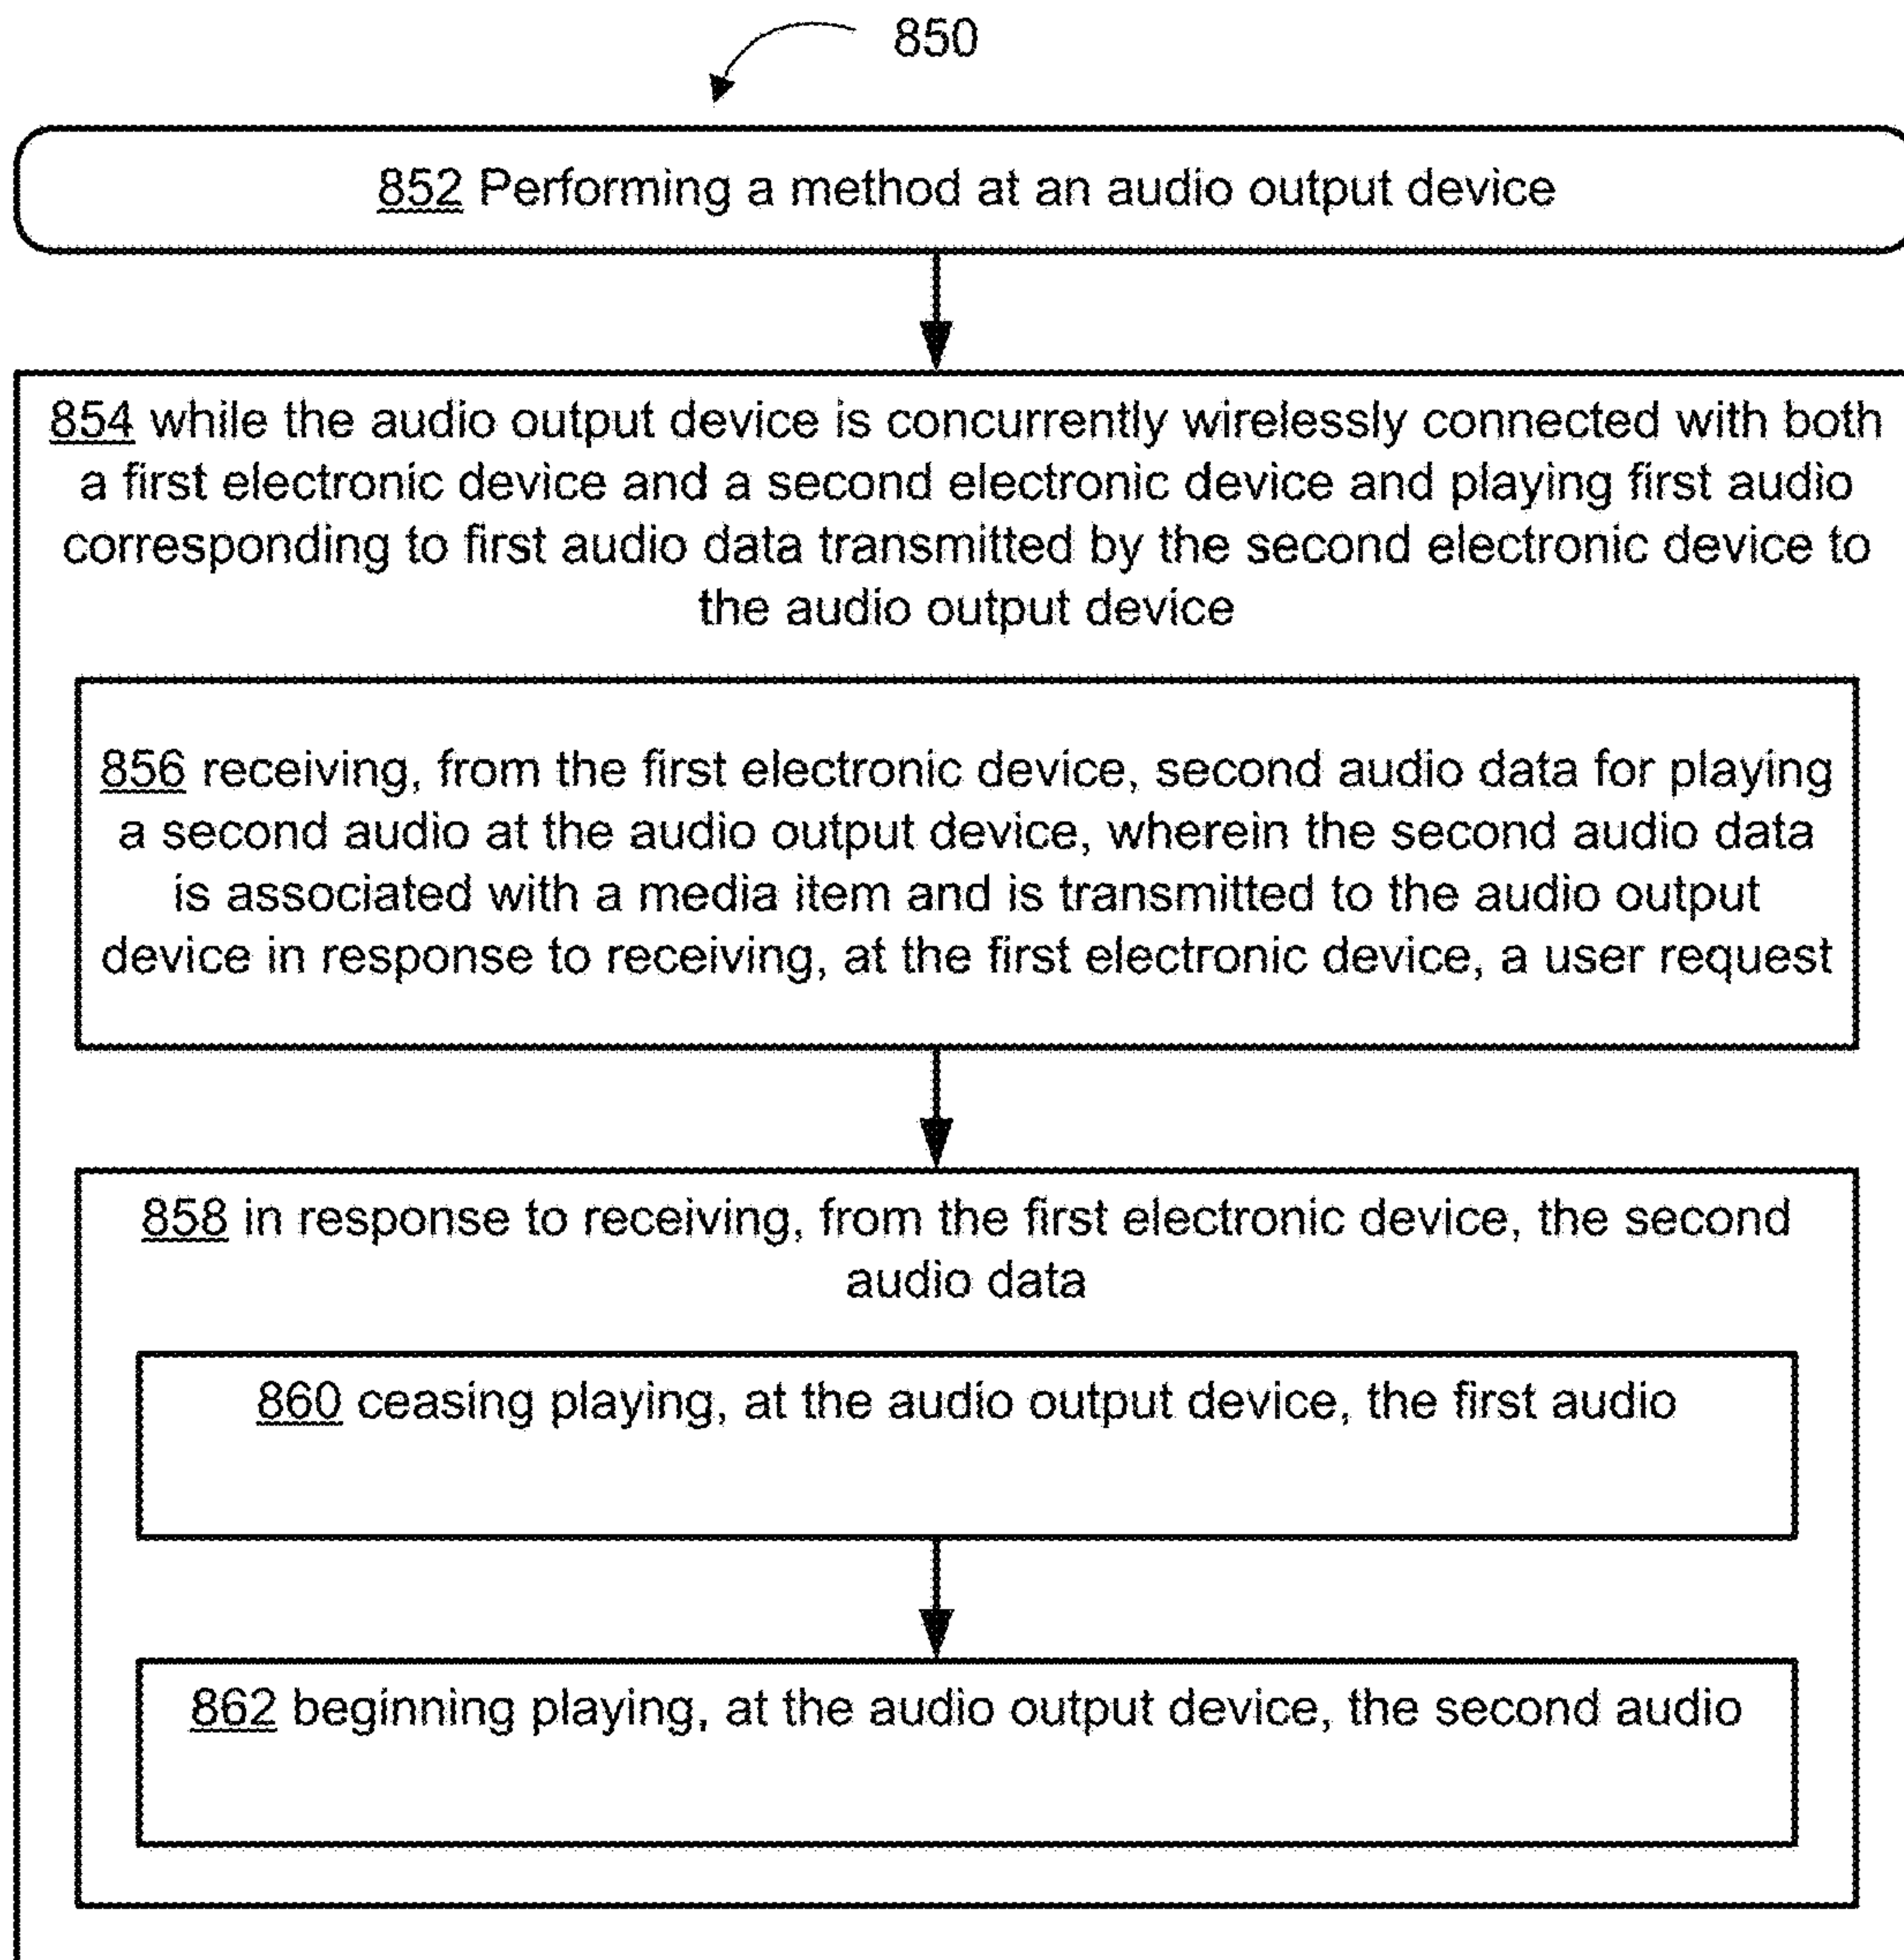 850
852 Performing a method at an audio output device
854 while the audio output device is concurrently wirelessly connected with both
a first electronic device and a second electronic device and playing first audio
corresponding to first audio data transmitted by the second electronic device to
the audio output device
856 receiving, from the first electronic device, second audio data for playing
a second audio at the audio output device, wherein the second audio data
is associated with a media item and is transmitted to the audio output
device in response to receiving, at the first electronic device, a user request
858 in response to receiving, from the first electronic device, the second
audio data
860 ceasing playing, at the audio output device, the first audio
862 beginning playing, at the audio output device, the second audio